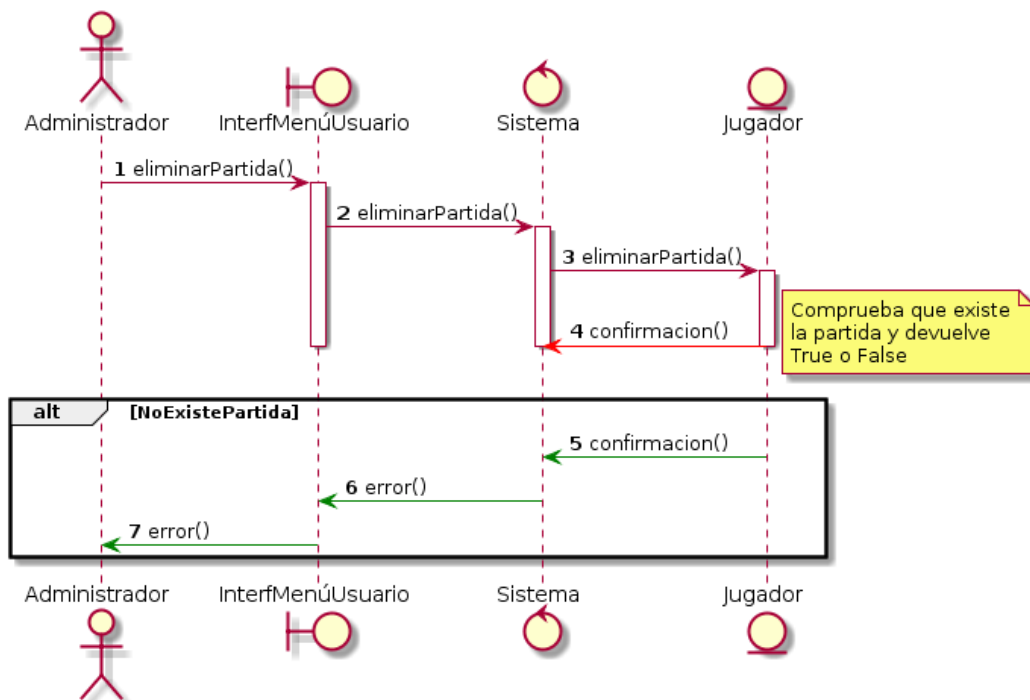 Administrador InterfMenúUsuario Sistema Jugador
1 eliminarPartida()
2 eliminarPartida()
3 eliminarPartida()
Comprueba que existe
la partida y devuelve
True o False
4 confirmacion()
alt [NoExistePartida]
5 confirmacion()
6 error()
7 error()
Administrador InterfMenúUsuario Sistema Jugador